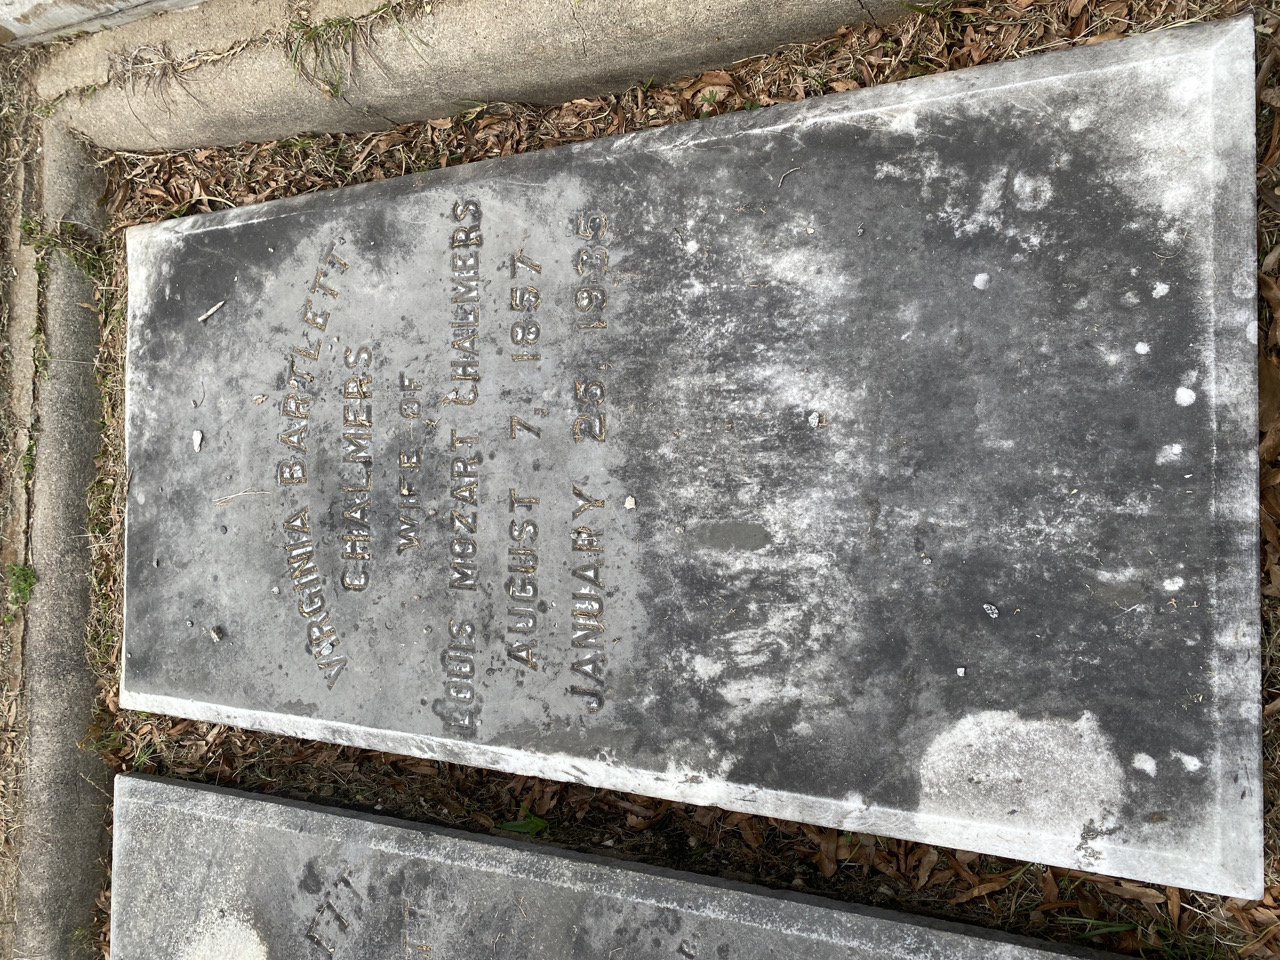 VIRGINIA BARTLETT
CHALMERS
WIFE OF
LOUIS MOZART CHALMERS
AUGUST 7, 1857
JANUARY 25, 1935